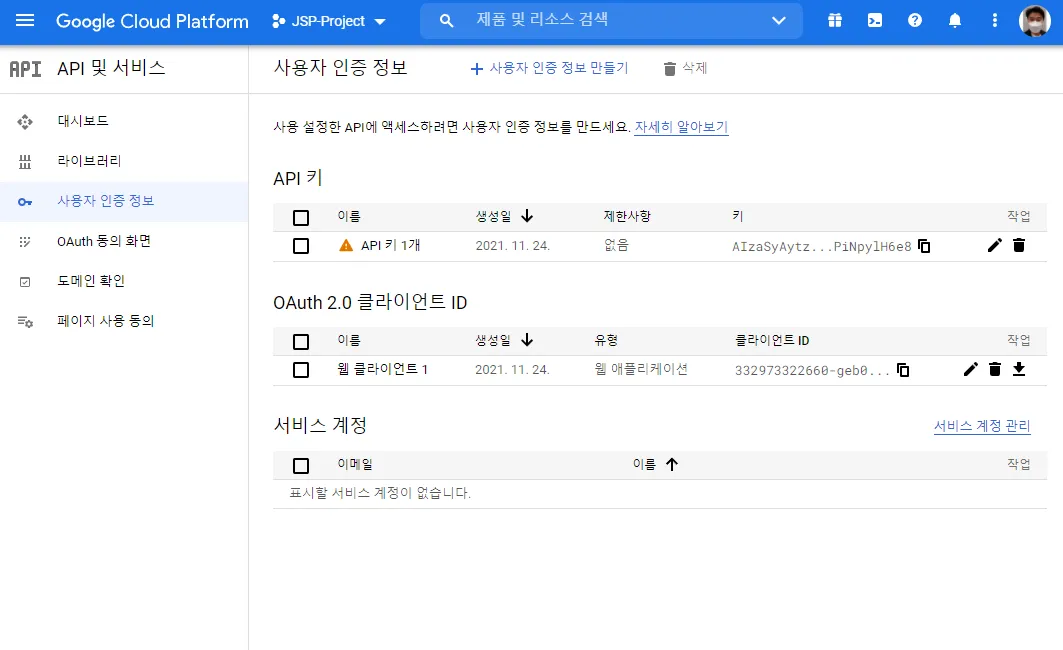 Google Cloud Platform JSP-Project 제품 및 리소스 검색
API API 및 서비스
사용자 인증 정보 + 사용자 인증 정보 만들기 삭제
대시보드
라이브러리
사용자 인증 정보
OAuth 동의 화면
도메인 확인
페이지 사용 동의
사용 설정한 API에 액세스하려면 사용자 인증 정보를 만드세요. 자세히 알아보기
API 키
이름 생성일 제한사항 키 작업
API 키 1개 2021. 11. 24. 없음 AIzaSyAytz...PiNpylH6e8
OAuth 2.0 클라이언트 ID
이름 생성일 유형 클라이언트 ID 작업
웹 클라이언트 1 2021. 11. 24. 웹 애플리케이션 332973322660-geb0...
서비스 계정 서비스 계정 관리
이메일 이름 작업
표시할 서비스 계정이 없습니다.